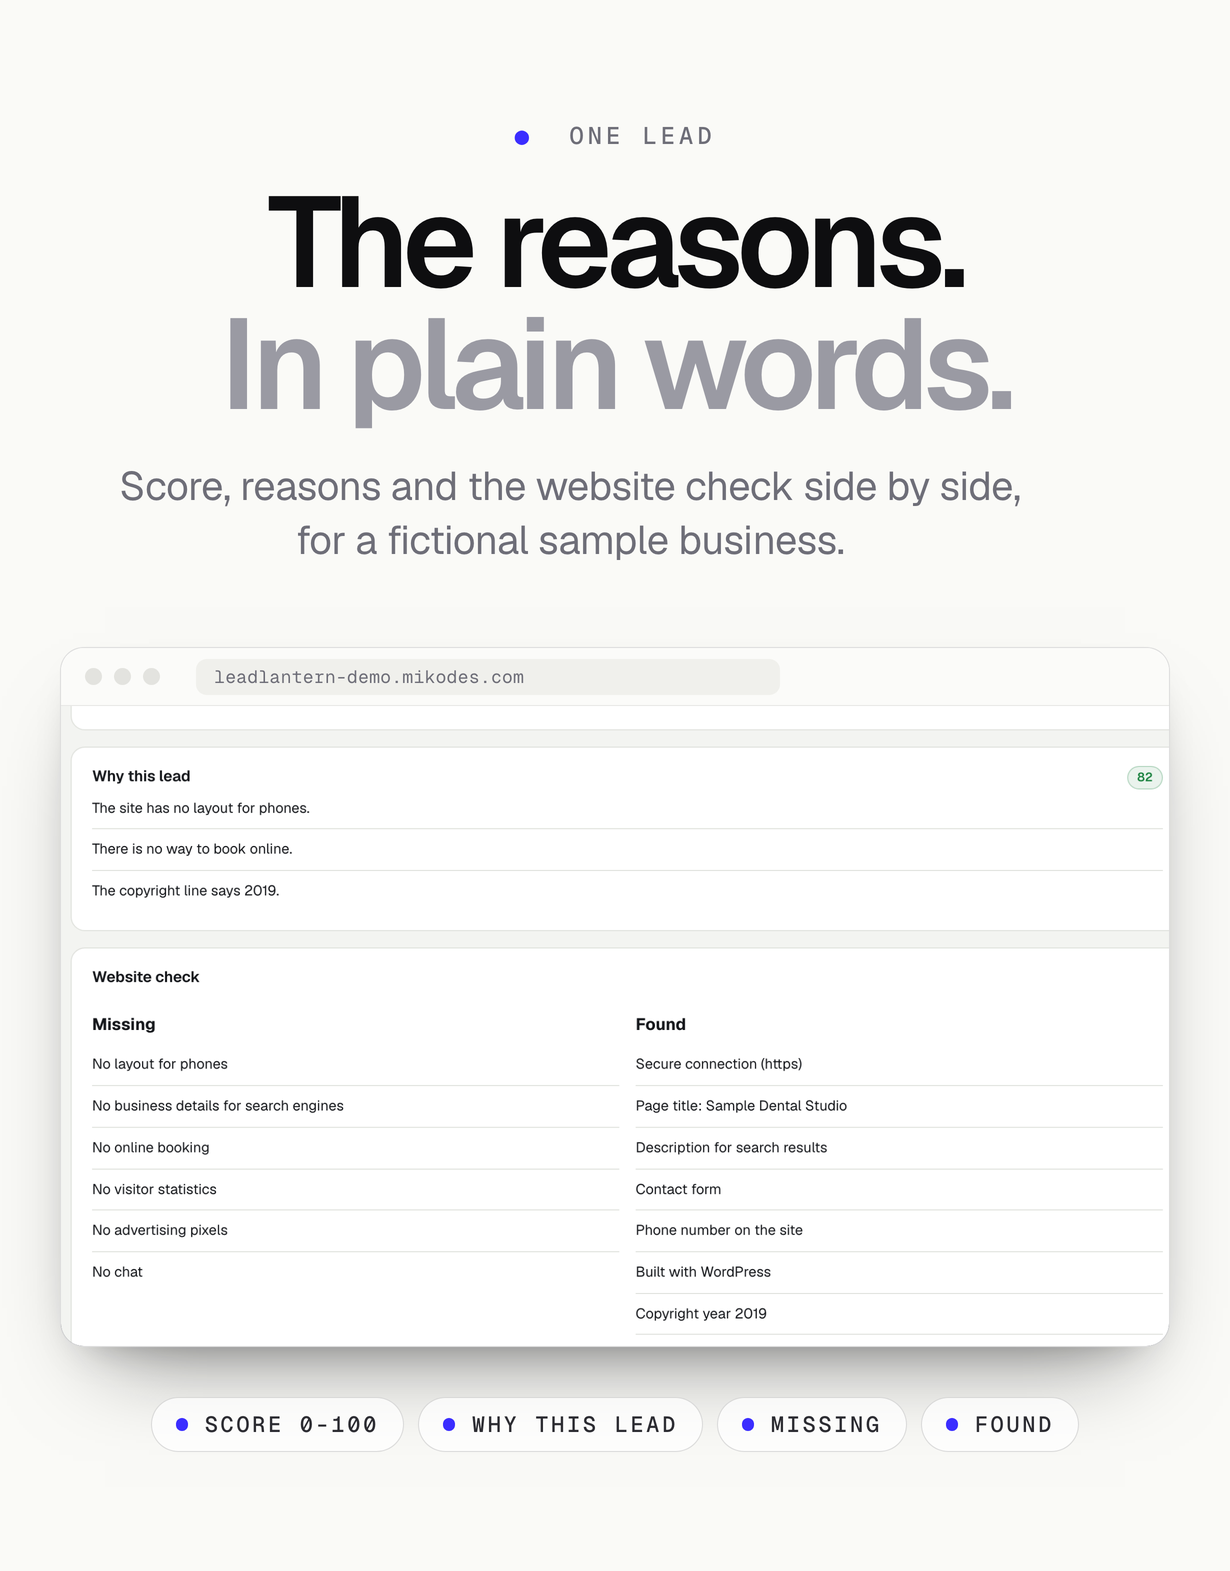 ONE LEAD
The reasons.
In plain words.
Score, reasons and the website check side by side,
for a fictional sample business.
leadlantern-demo.mikodes.com
Why this lead
82
The site has no layout for phones.
There is no way to book online.
The copyright line says 2019.
Website check
Missing
No layout for phones
No business details for search engines
No online booking
No visitor statistics
No advertising pixels
No chat
Found
Secure connection (https)
Page title: Sample Dental Studio
Description for search results
Contact form
Phone number on the site
Built with WordPress
Copyright year 2019
SCORE 0-100
WHY THIS LEAD
MISSING
FOUND